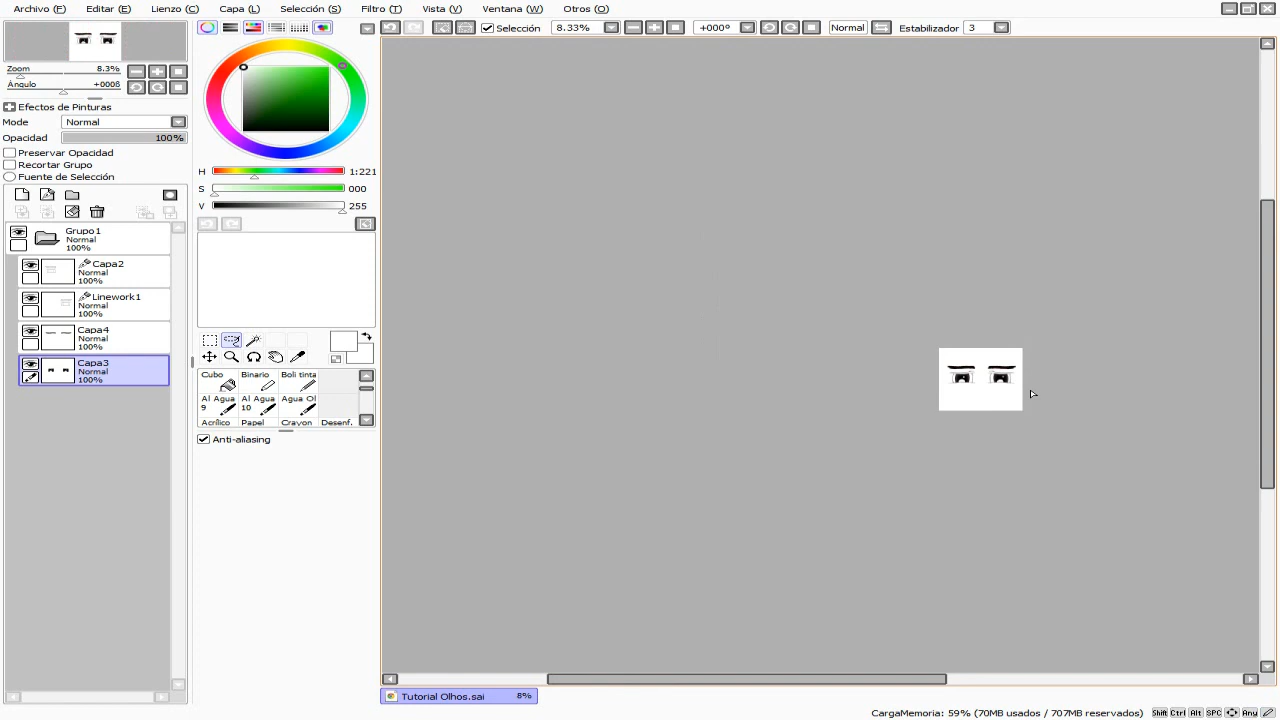 Archivo (F) Editar (E) Lienzo (C) Capa (L) Selección (S) Filtro (T) Vista (V) Ventana (W) Otros (O)
Selección 8.33% +000° Normal Estabilizador 3
Zoom 8.3%
Ángulo +000ß
Efectos de Pinturas
Mode Normal
Opacidad 100%
Preservar Opacidad
Recortar Grupo
Fuente de Selección
Grupo1
Normal
100%
Capa2
Normal
100%
Linework1
Normal
100%
Capa4
Normal
100%
Capa3
Normal
100%
H 1:221
S 000
V 255
Cubo Binario Boli tinta
Al Agua 9 Al Agua 10 Agua Ol
Acrílico Papel Crayon Desenf.
Anti-aliasing
Tutorial Olhos.sai 8%
CargaMemoria: 59% (70MB usados / 707MB reservados) Shift Ctrl Alt SPC Any